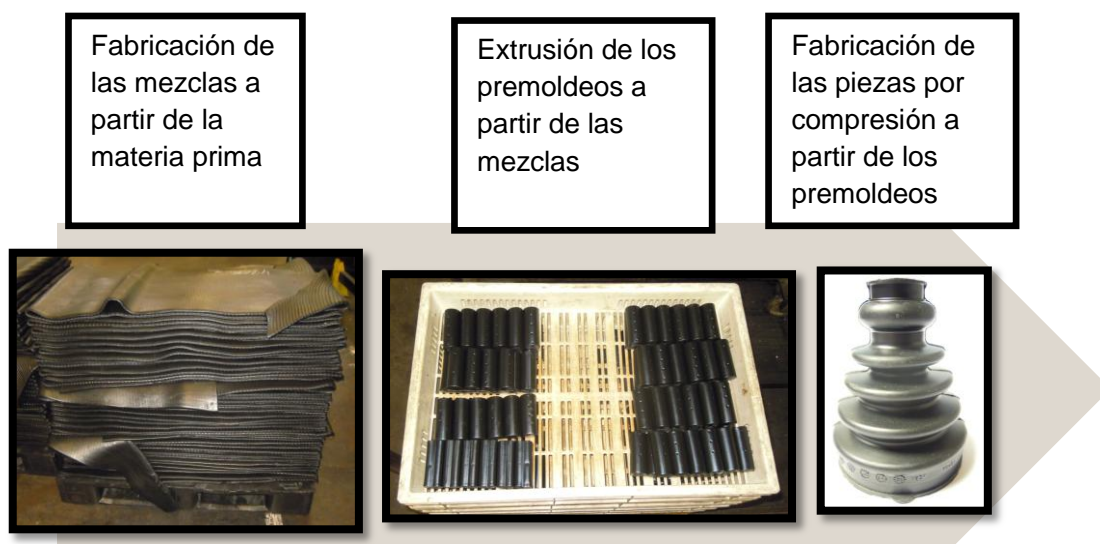 Fabricación de
las mezclas a
partir de la
materia prima
Extrusión de los
premoldeos a
partir de las
mezclas
Fabricación de
las piezas por
compresión a
partir de los
premoldeos